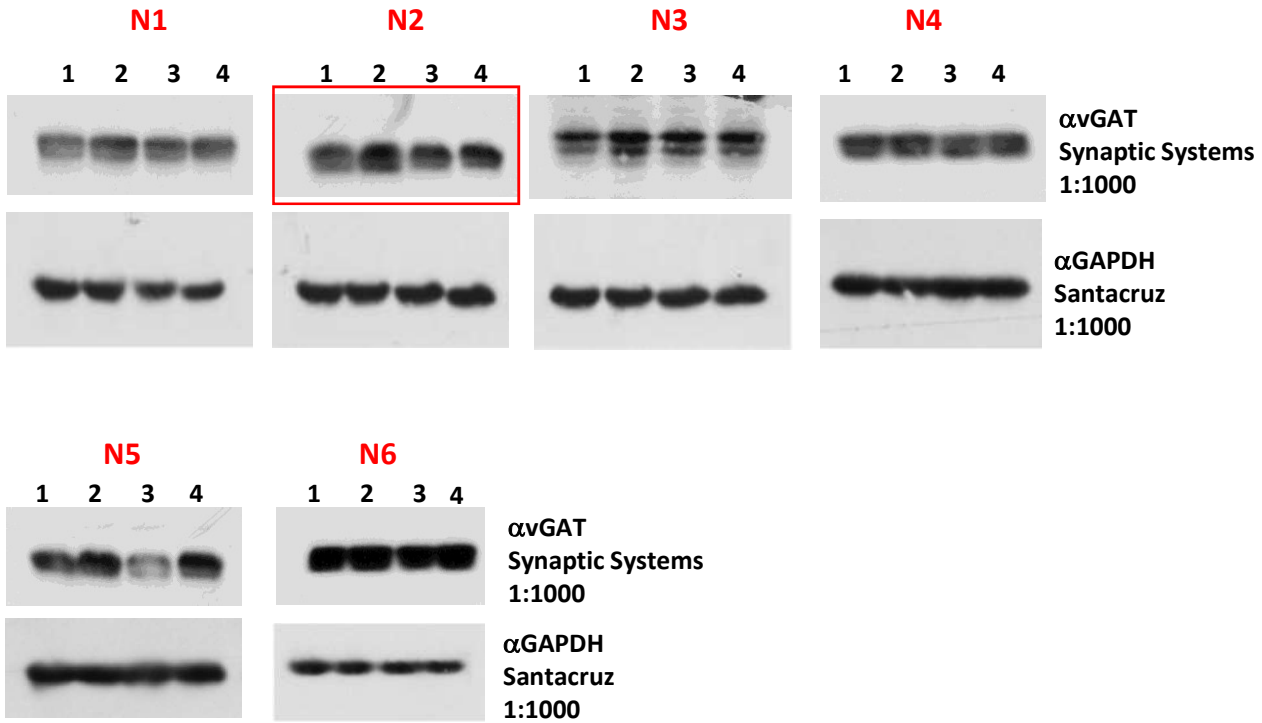 N1 N2 N3 N4
1 2 3 4 1 2 3 4 1 2 3 4 1 2 3 4
αvGAT
Synaptic Systems
1:1000
αGAPDH
Santacruz
1:1000
N5 N6
1 2 3 4 1 2 3 4
αvGAT
Synaptic Systems
1:1000
αGAPDH
Santacruz
1:1000